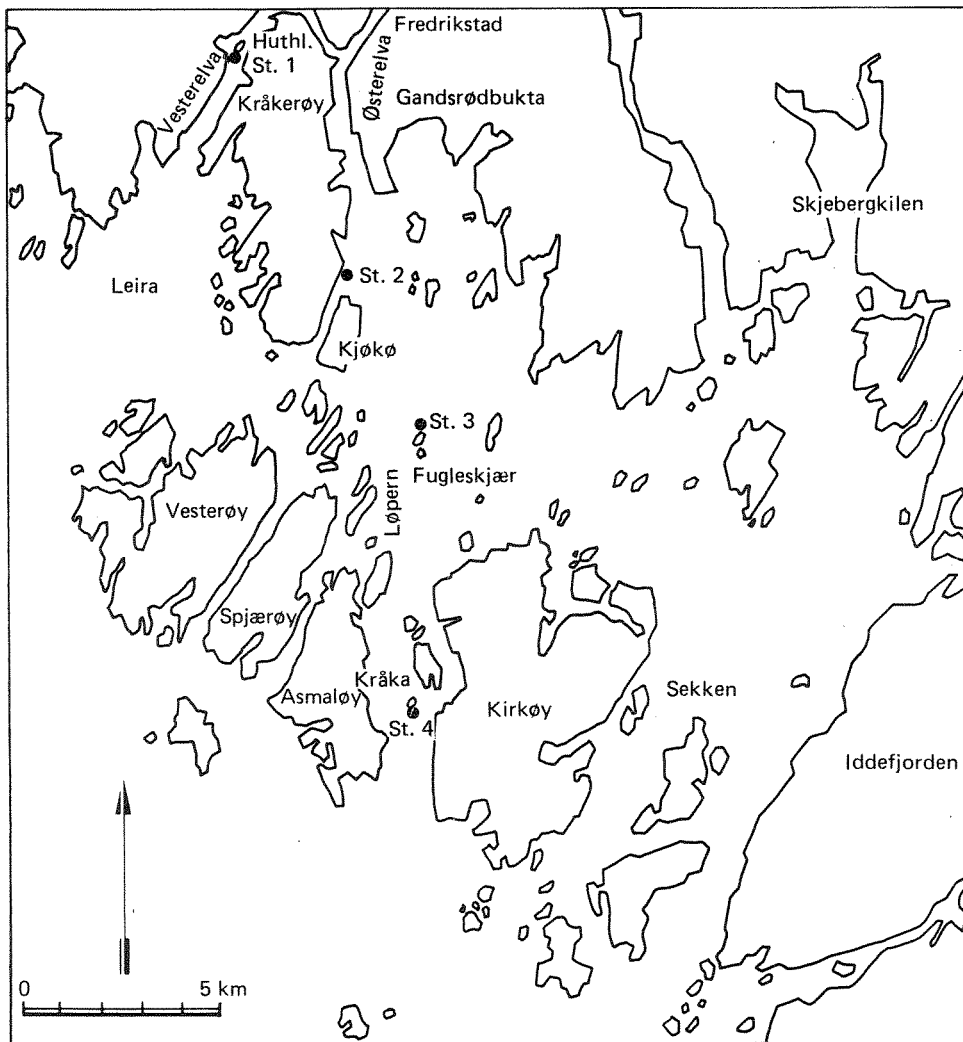 Fredrikstad
Huthl.
St. 1
Vesterelva
Kråkerøy
Østerelva
Gandsrødbukta
Skjebergkilen
Leira
St. 2
Kjøkø
St. 3
Fugleskjær
Løpern
Vesterøy
Spjærøy
Asmaløy
Kråka
St. 4
Kirkøy
Sekken
Iddefjorden
0 5 km